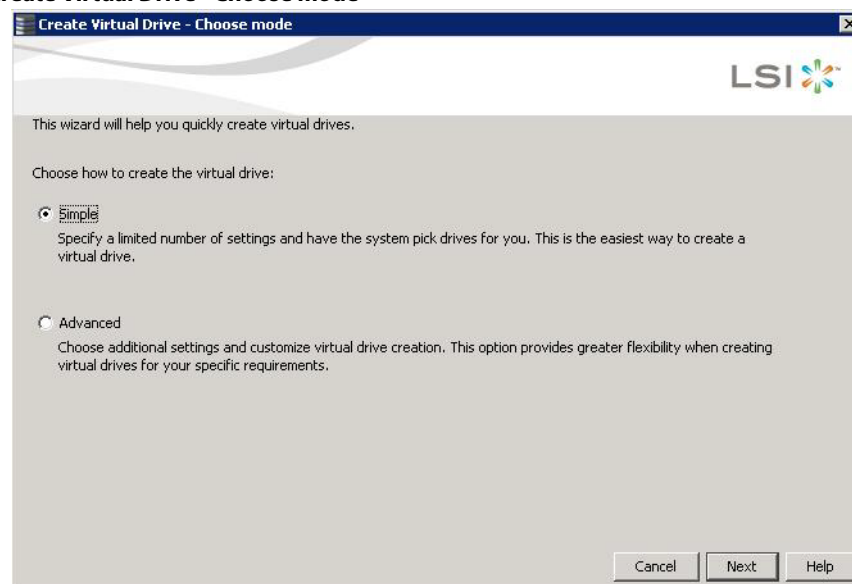 Create Virtual Drive - Choose mode
LSI
This wizard will help you quickly create virtual drives.
Choose how to create the virtual drive:
Simple
Specify a limited number of settings and have the system pick drives for you. This is the easiest way to create a
virtual drive.
Advanced
Choose additional settings and customize virtual drive creation. This option provides greater flexibility when creating
virtual drives for your specific requirements.
Cancel Next Help